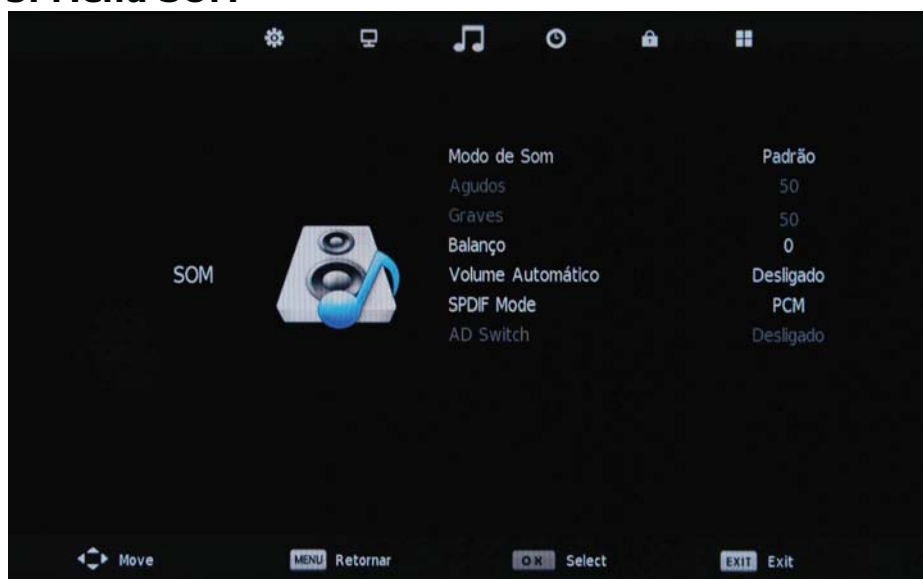 Modo de Som Padrão
Agudos 50
Graves 50
Balanço 0
SOM
Volume Automático Desligado
SPDIF Mode PCM
AD Switch Desligado
Move MENU Retornar OK Select EXIT Exit